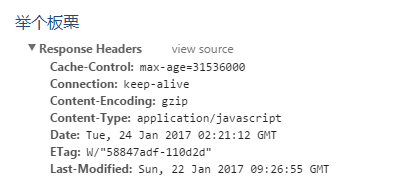 举个板栗
Response Headers view source
Cache-Control: max-age=31536000
Connection: keep-alive
Content-Encoding: gzip
Content-Type: application/javascript
Date: Tue, 24 Jan 2017 02:21:12 GMT
ETag: W/"58847adf-110d2d"
Last-Modified: Sun, 22 Jan 2017 09:26:55 GMT